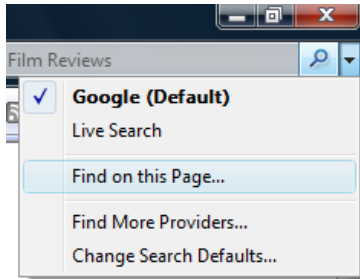 Film Reviews
Google (Default)
Live Search
Find on this Page...
Find More Providers...
Change Search Defaults...